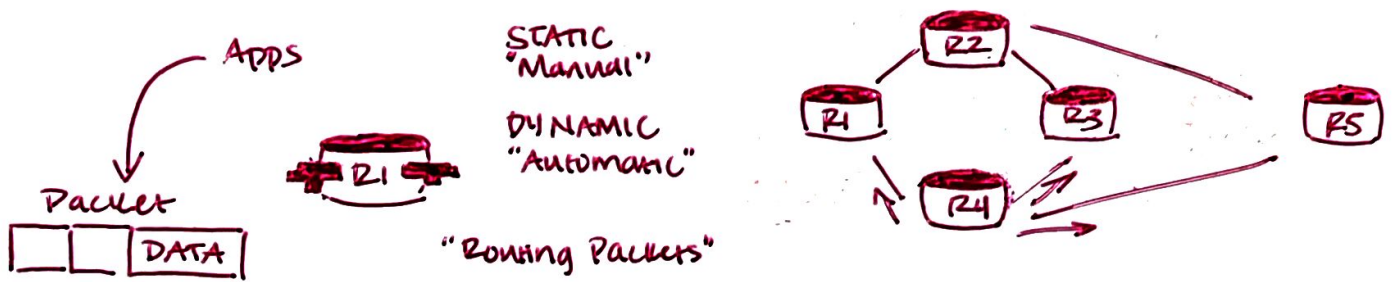 Apps
Packet
DATA
R1
STATIC
"Manual"
DYNAMIC
"Automatic"
"Routing Packets"
R2
R1
R3
R5
R4